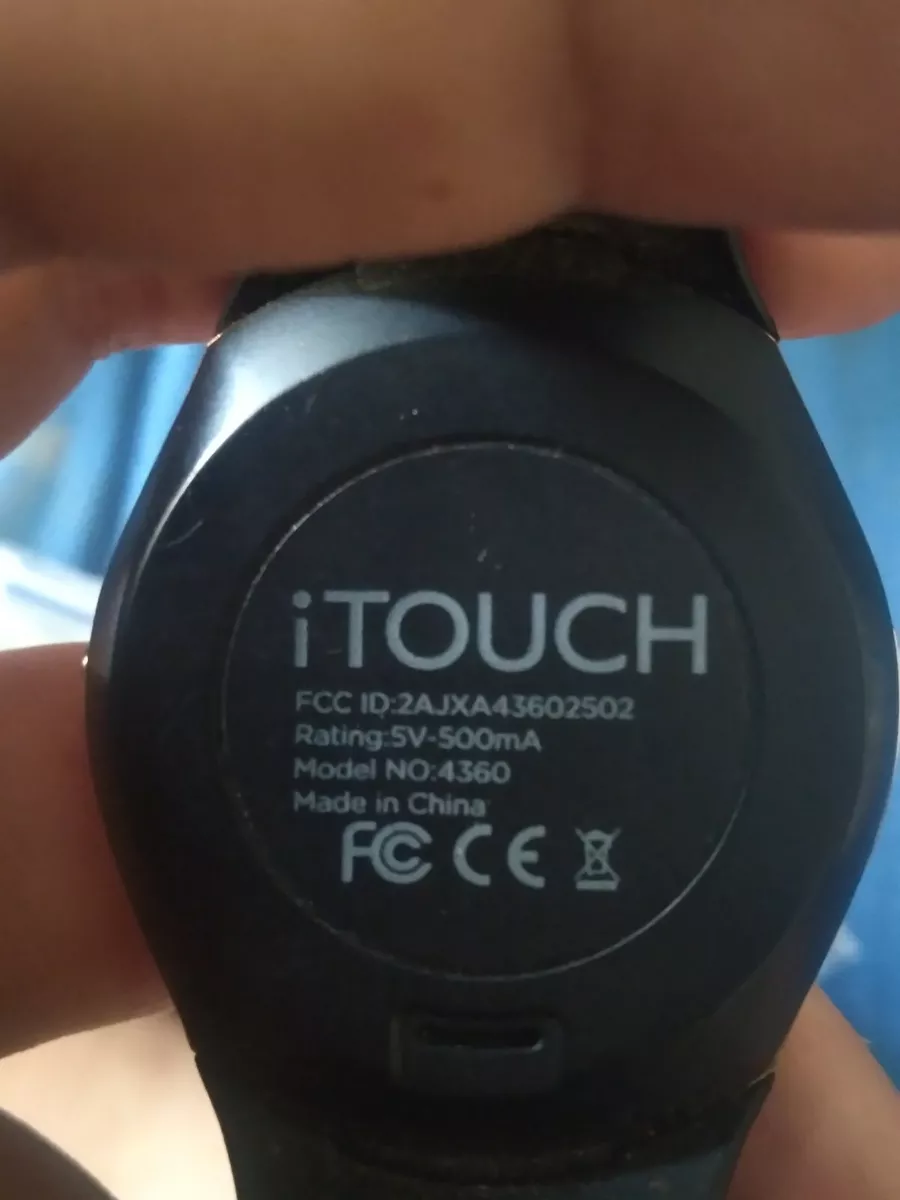 iTOUCH
FCC ID:2AJXA43602502
Rating:5V-500mA
Model NO:4360
Made in China
FC CE